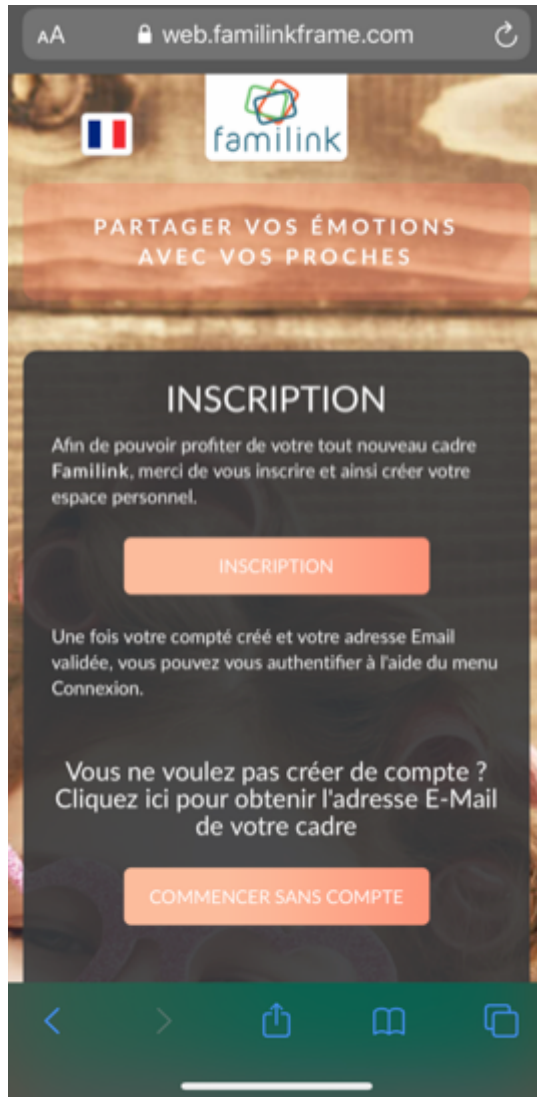 AA web.familinkframe.com
familink
PARTAGER VOS ÉMOTIONS
AVEC VOS PROCHES
INSCRIPTION
Afin de pouvoir profiter de votre tout nouveau cadre
Familink, merci de vous inscrire et ainsi créer votre
espace personnel.
INSCRIPTION
Une fois votre compté créé et votre adresse Email
validée, vous pouvez vous authentifier à l'aide du menu
Connexion.
Vous ne voulez pas créer de compte ?
Cliquez ici pour obtenir l'adresse E-Mail
de votre cadre
COMMENCER SANS COMPTE